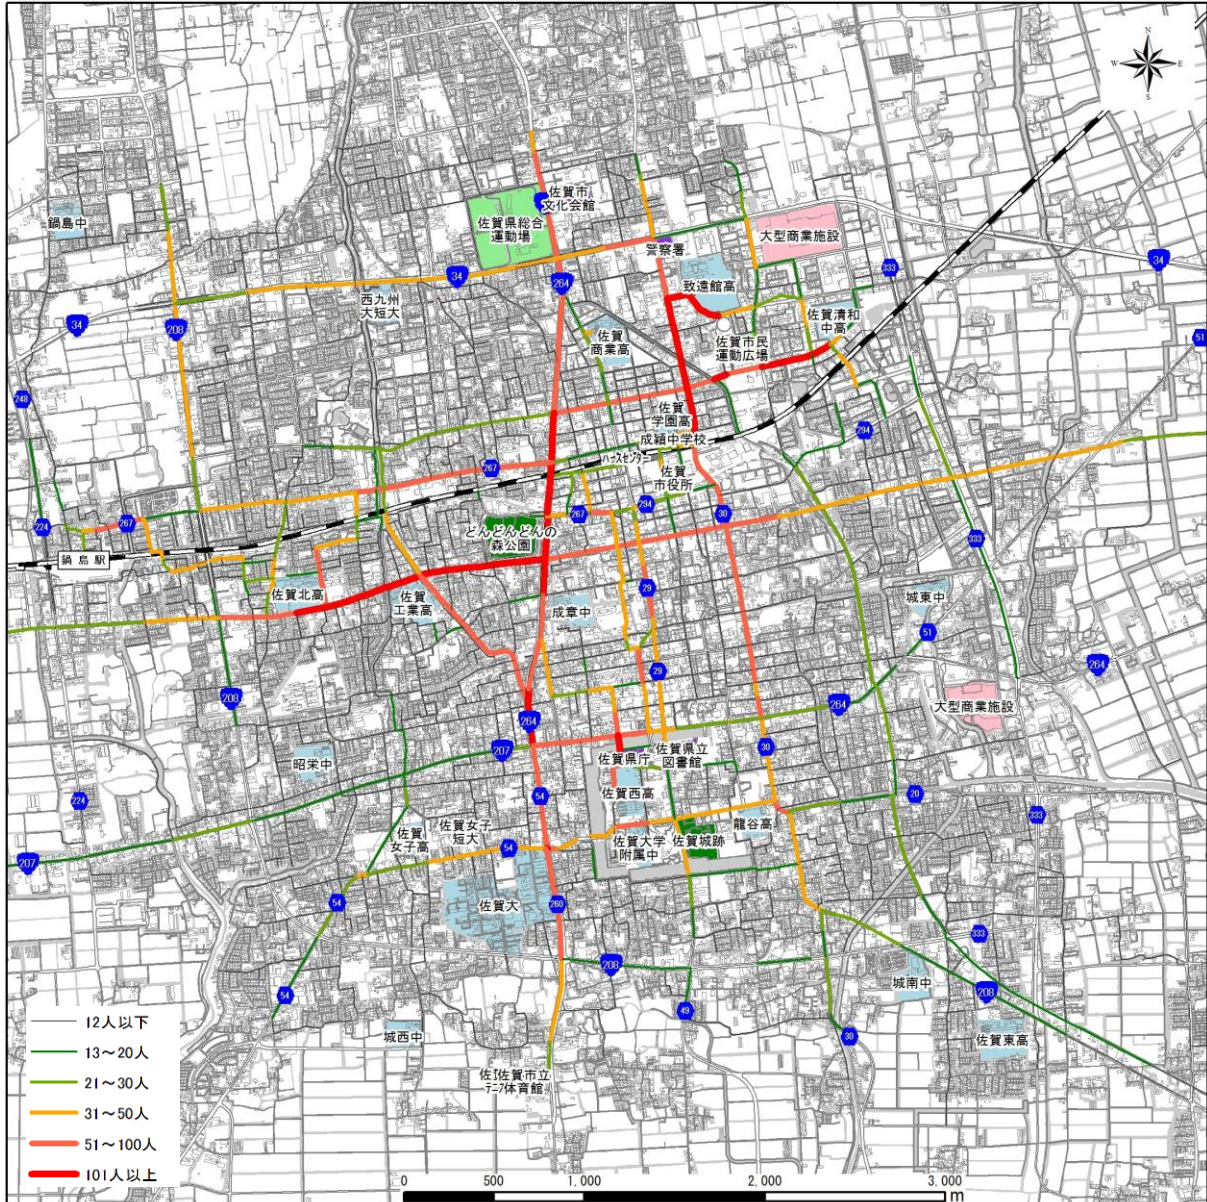 N
W
E
S
鍋島中
佐賀市
文化会館
佐賀県総合
運動場
警察署
大型商業施設
333
34
34
264
致遠館高
西九州
大短大
34
208
佐賀
商業高
佐賀清和
中高
佐賀市民
運動広場
51
248
佐賀
学園高
294
成穎中学校
バスセンター
267
佐賀
市役所
294
224
267
267
30
どんどんどんの
森公園
333
鍋島駅
佐賀北高
佐賀
工業高
成章中
29
城東中
51
29
264
208
264
264
大型商業施設
207
佐賀県庁
佐賀県立
図書館
30
昭栄中
224
54
佐賀西高
20
333
佐賀
女子高
佐賀女子
短大
54
佐賀大学
附属中
佐賀城跡
龍谷高
207
54
佐賀大
260
333
208
城南中
208
54
49
30
城西中
佐賀東高
佐賀市立
体育館
12人以下
13～20人
21～30人
31～50人
51～100人
101人以上
0 500 1,000 2,000 3,000
m